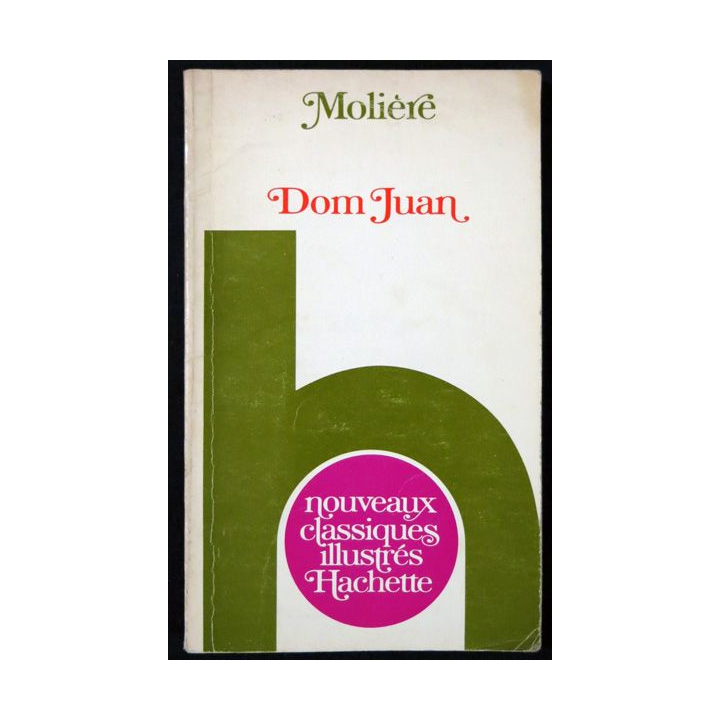 Molière
Dom Juan
nouveaux
classiques
illustrés
Hachette